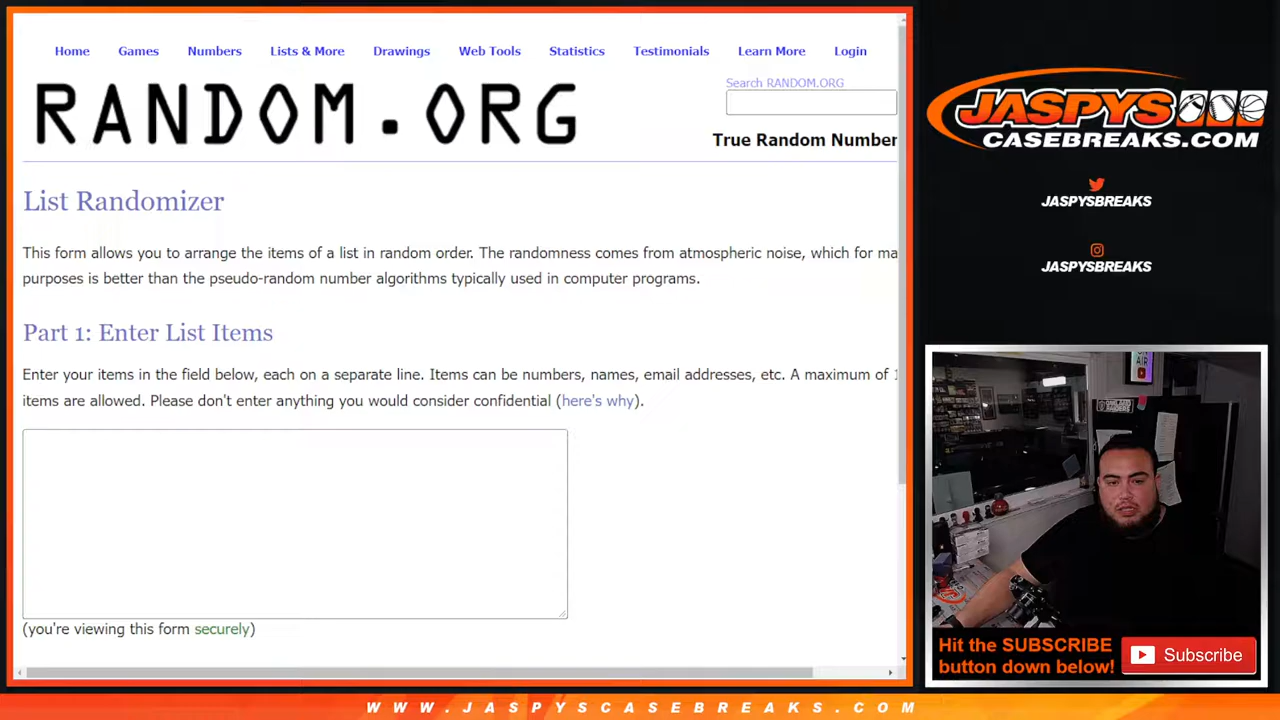 Home Games Numbers Lists & More Drawings Web Tools Statistics Testimonials Learn More Login
Search RANDOM.ORG
RANDOM.ORG
True Random Number
List Randomizer
This form allows you to arrange the items of a list in random order. The randomness comes from atmospheric noise, which for ma
purposes is better than the pseudo-random number algorithms typically used in computer programs.
Part 1: Enter List Items
Enter your items in the field below, each on a separate line. Items can be numbers, names, email addresses, etc. A maximum of 1
items are allowed. Please don't enter anything you would consider confidential (here's why).
(you're viewing this form securely)
JASPYS
CASEBREAKS.COM
JASPYSBREAKS
JASPYSBREAKS
ON
AIR
Hit the SUBSCRIBE
button down below!
Subscribe
WWW.JASPYSCASEBREAKS.COM